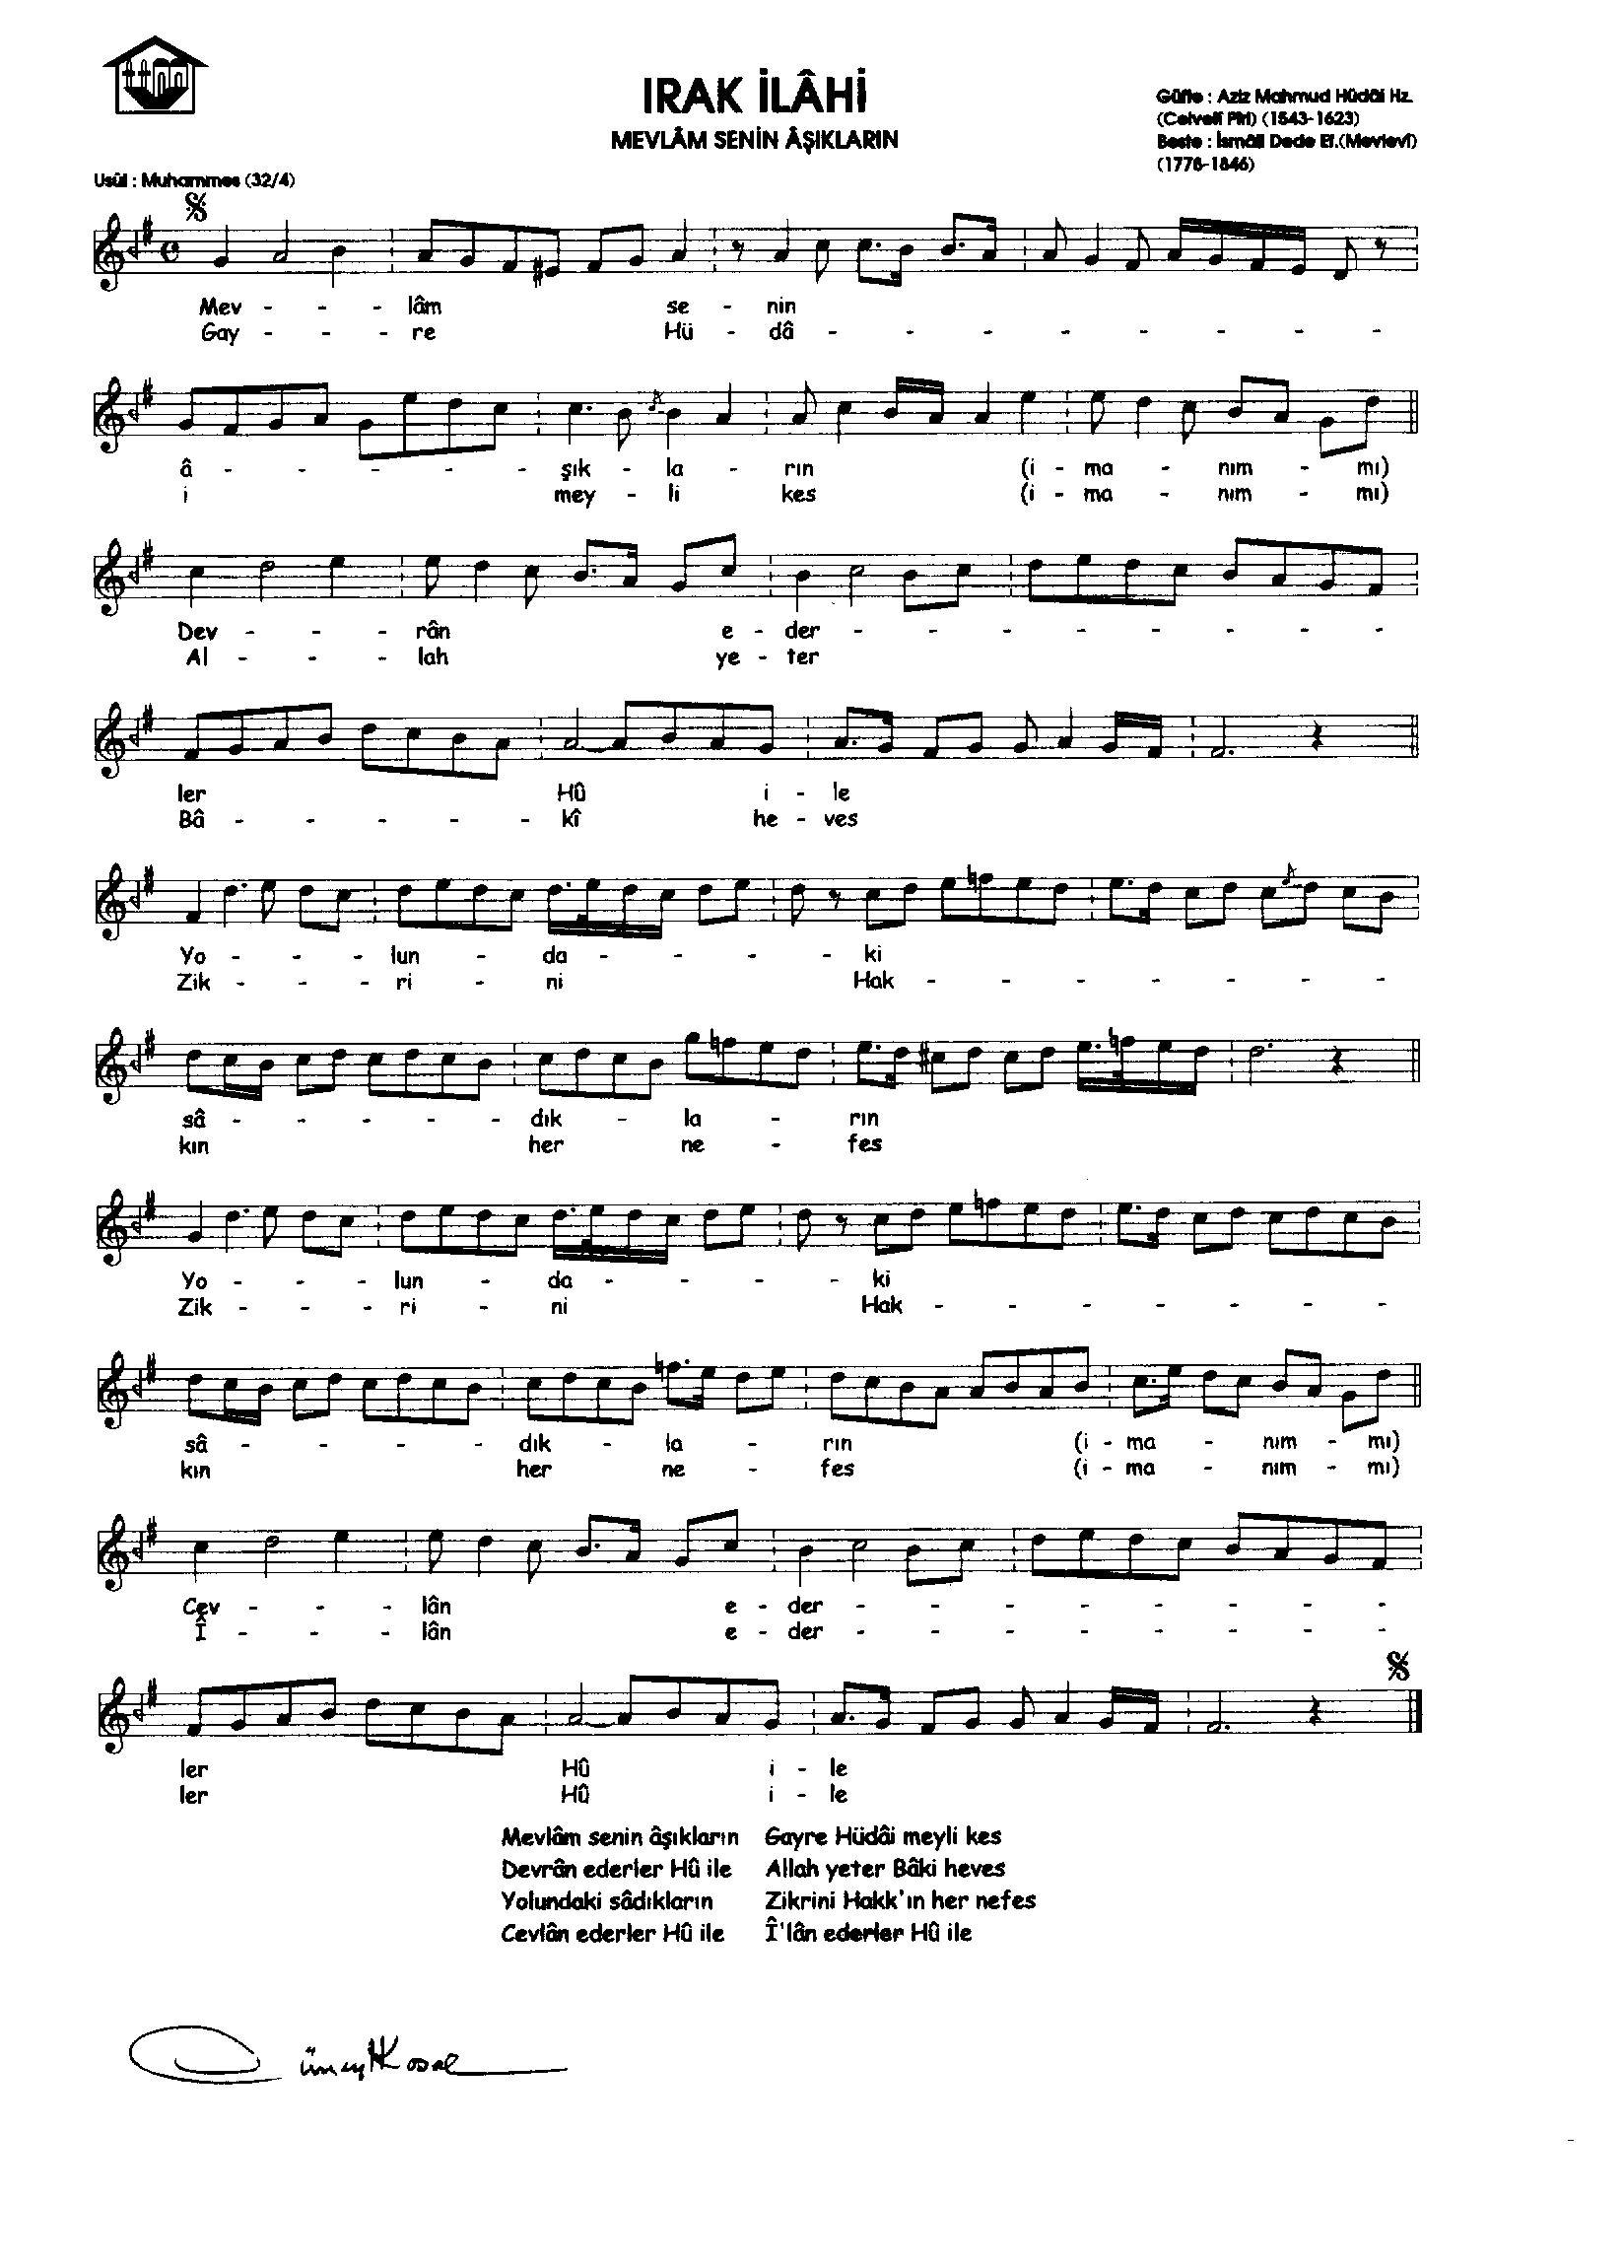 IRAK İLÂHİ
MEVLÂM SENİN ÂŞIKLARIN
Güfte : Aziz Mahmud Hüdâi Hz.
(Celvetî Pîri) (1543-1623)
Beste : İsmâil Dede Ef.(Mevlevî)
(1778-1846)
Usûl : Muhammes (32/4)
Mev - - - lâm se - nin
Gay - - - re Hü - dâ - - - - - - - -
â - - - - - şık - la - rın (i - ma - nım - mı)
i mey - li kes (i - ma - nım - mı)
Dev - - - rân e - der - - - - - - - -
Al - - - lah ye - ter
ler Hû i - le
Bâ - - - - - kî he - ves
Yo - - - lun - da - - - - ki
Zik - - - ri - ni Hak - - - - - - -
sâ - - - - - dık - la - rın
kın her ne - fes
Yo - - - lun - da - - - - ki
Zik - - - ri - ni Hak - - - - - - -
sâ - - - - - dık - la - rın (i - ma - nım - mı)
kın her ne - fes (i - ma - nım - mı)
Cev - - - lân e - der - - - - - - - -
Î - - - lân e - der - - - - - - - -
ler Hû i - le
ler Hû i - le
Mevlâm senin âşıkların Gayre Hüdâi meyli kes
Devrân ederler Hû ile Allah yeter Bâki heves
Yolundaki sâdıkların Zikrini Hakk'ın her nefes
Cevlân ederler Hû ile Î'lân ederler Hû ile